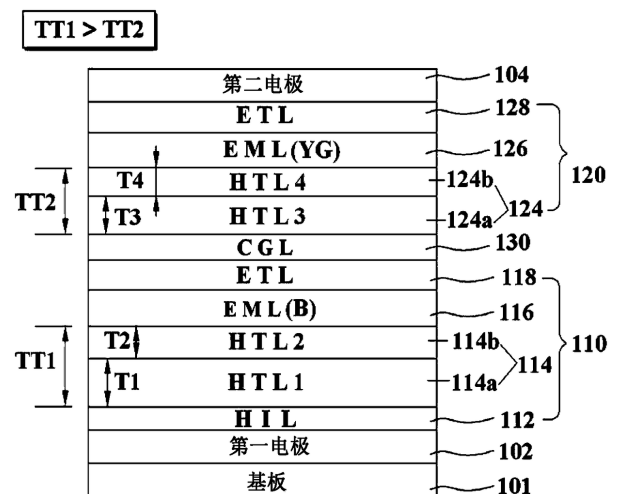 TT1 > TT2
第二电极 104
ETL 128
EML(YG) 126
120
T4 HTL4 124b
TT2 124
T3 HTL3 124a
CGL 130
ETL 118
EML(B) 116
T2 HTL2 114b
TT1 114 110
T1 HTL1 114a
HIL 112
第一电极 102
基板 101